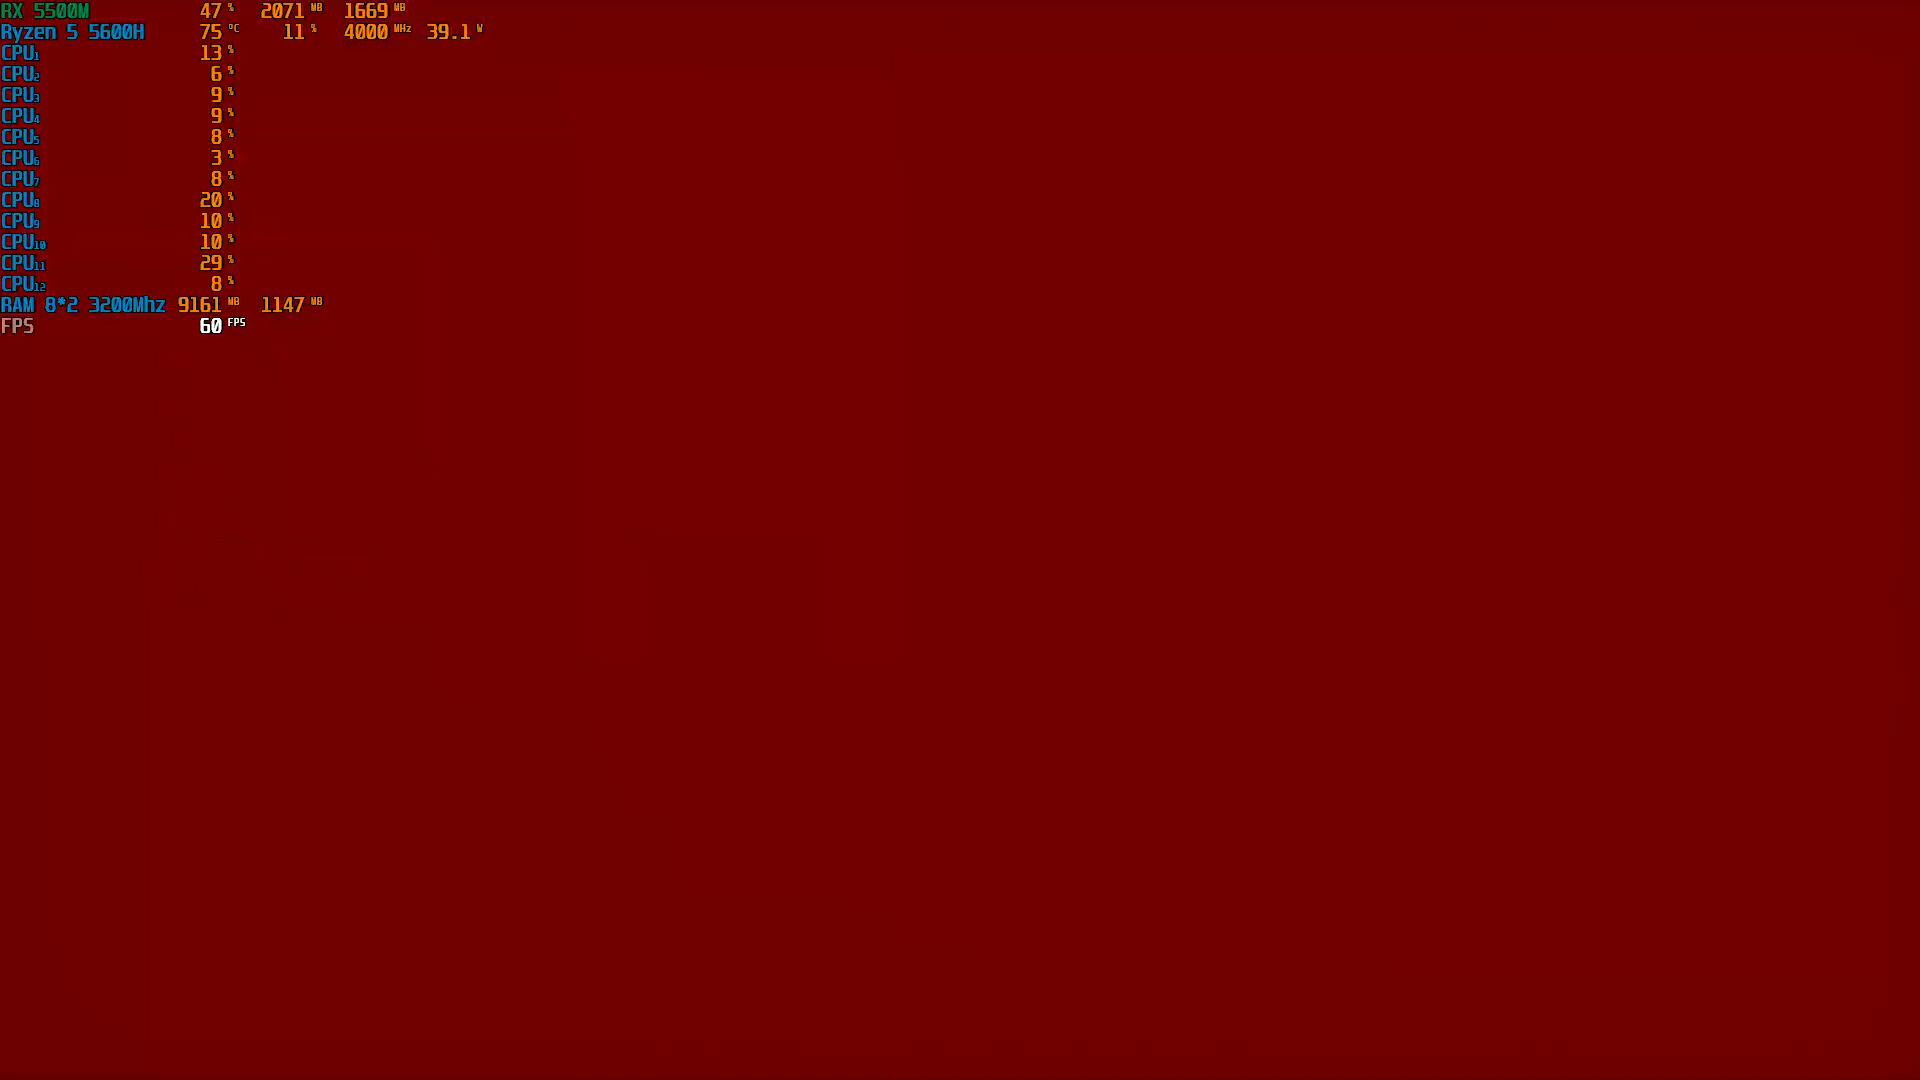 RX 5500M 47 % 2071 MB 1669 MB
Ryzen 5 5600H 75 °C 11 % 4000 MHz 39.1 W
CPU1 13 %
CPU2 6 %
CPU3 9 %
CPU4 9 %
CPU5 8 %
CPU6 3 %
CPU7 8 %
CPU8 20 %
CPU9 10 %
CPU10 10 %
CPU11 29 %
CPU12 8 %
RAM 8*2 3200Mhz 9161 MB 1147 MB
FPS 60 FPS